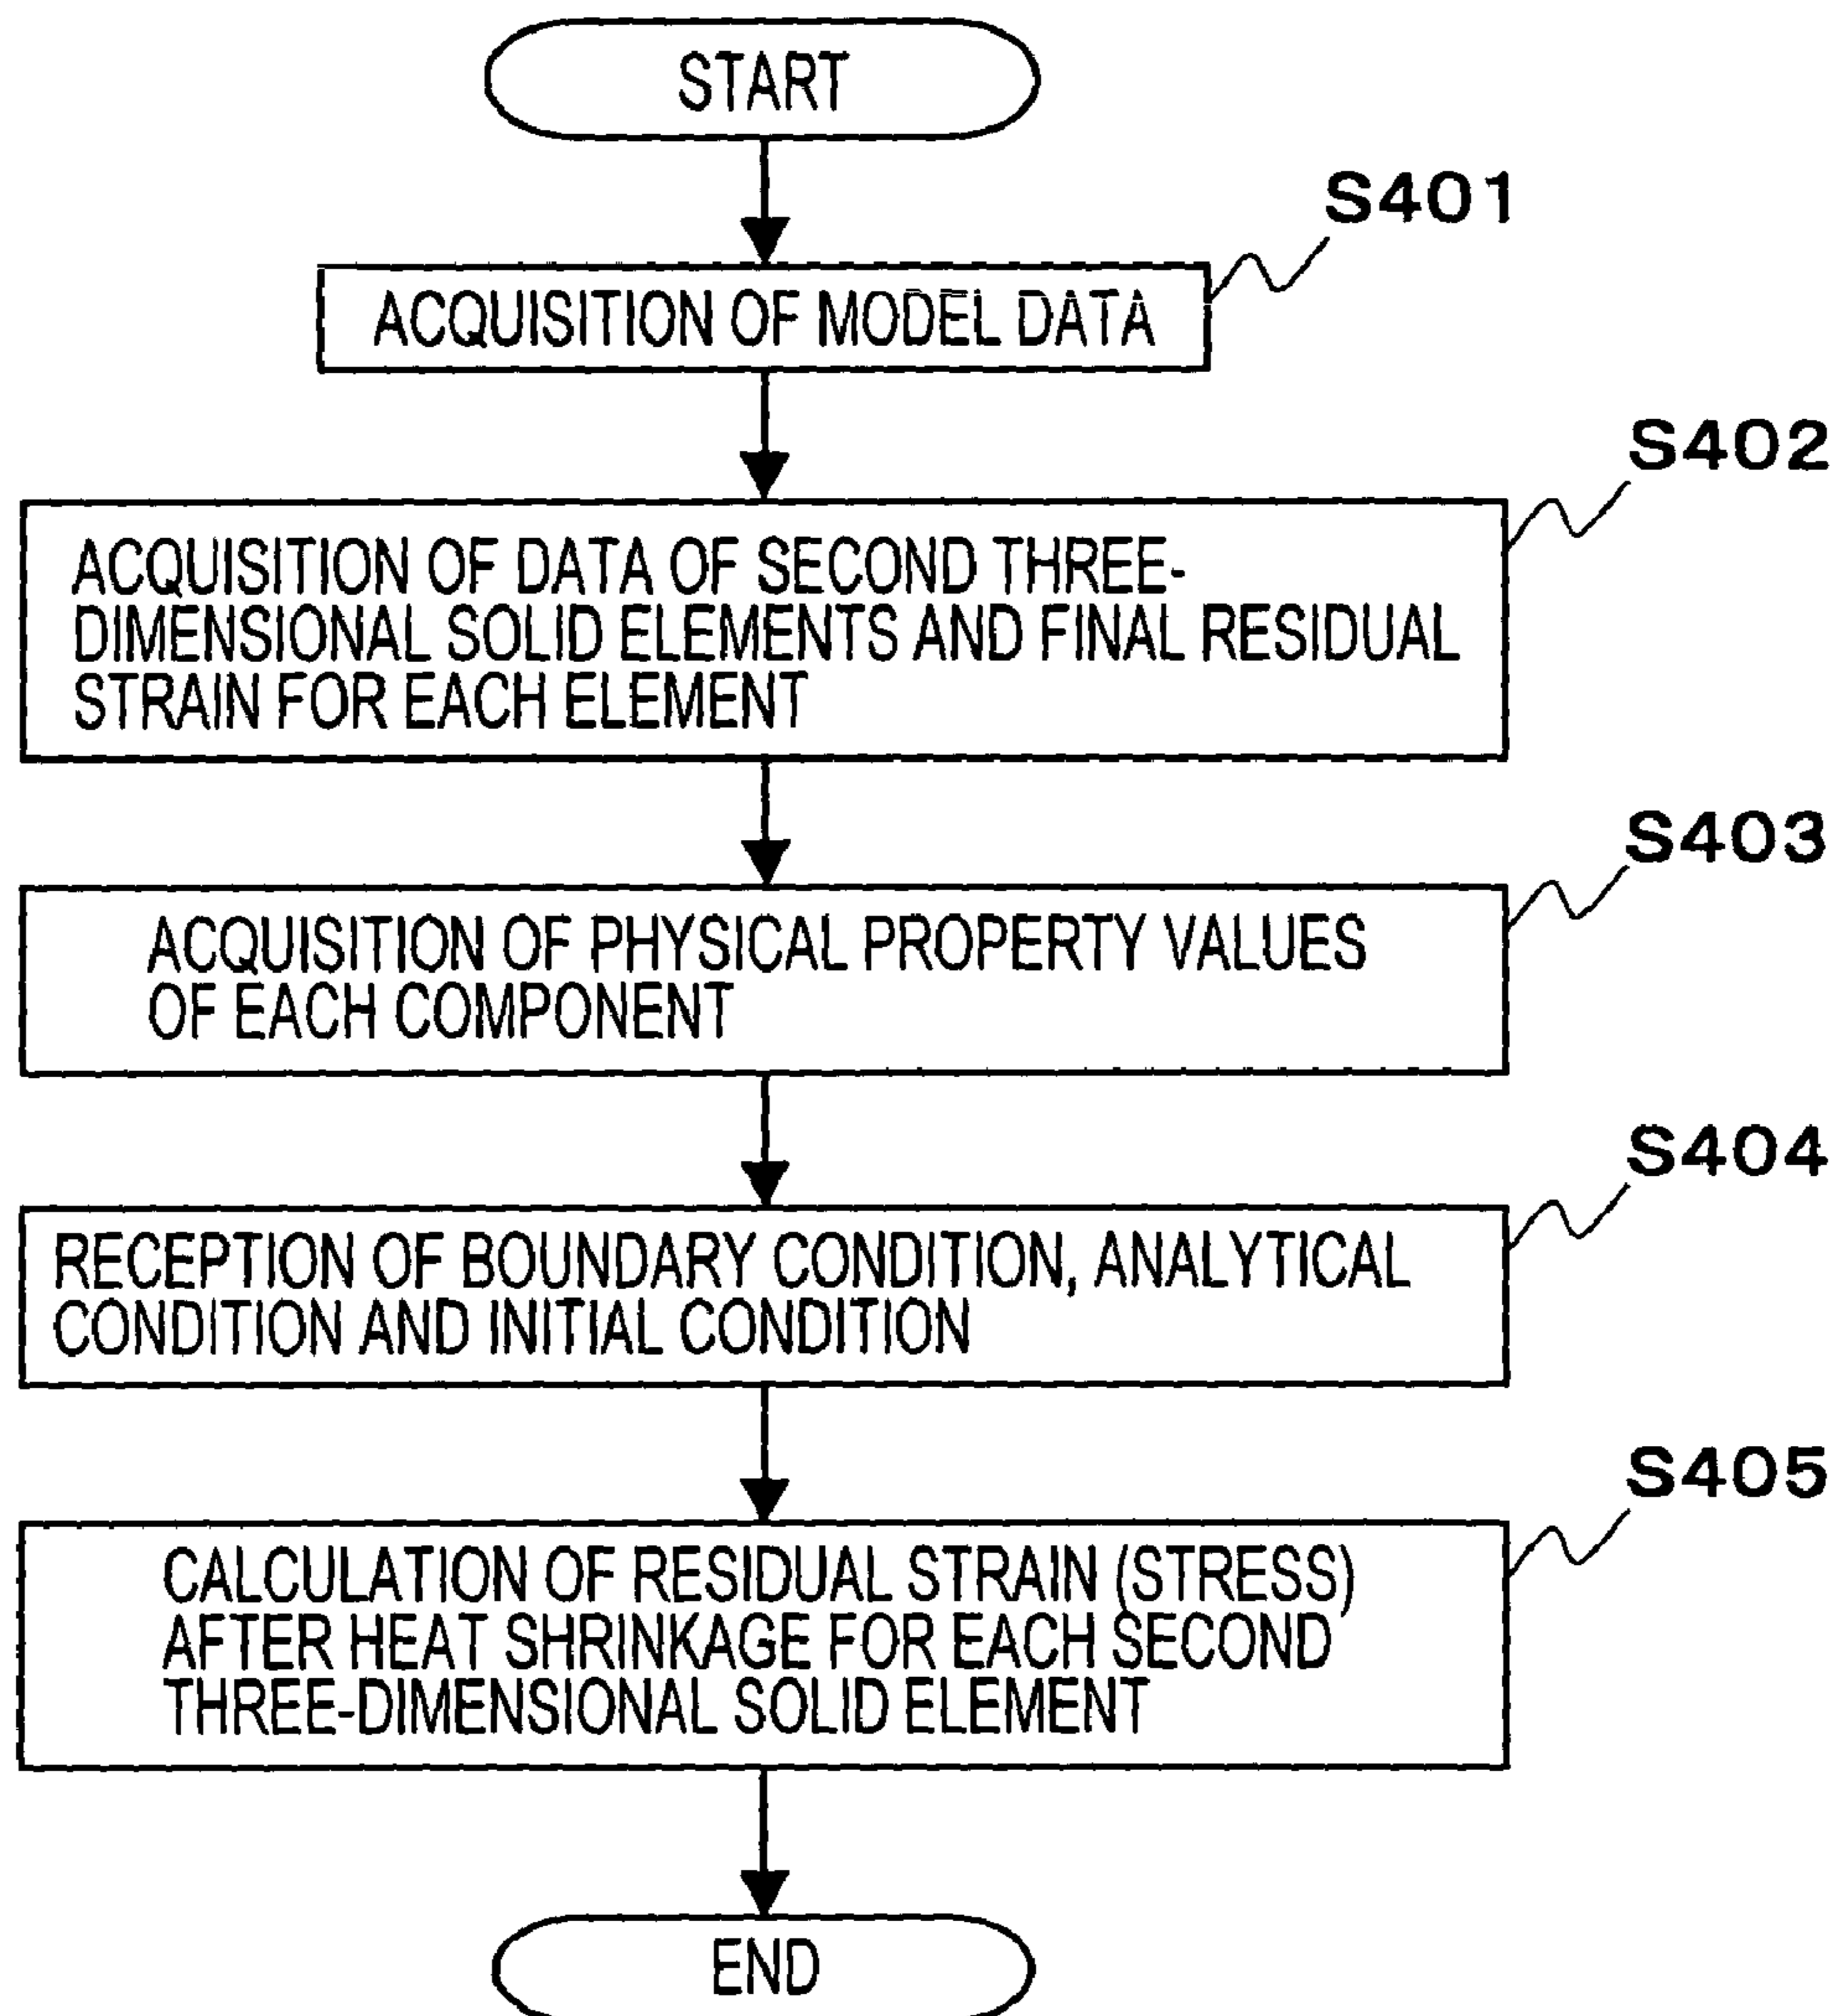 START
S401
ACQUISITION OF MODEL DATA
S402
ACQUISITION OF DATA OF SECOND THREE-
DIMENSIONAL SOLID ELEMENTS AND FINAL RESIDUAL
STRAIN FOR EACH ELEMENT
S403
ACQUISITION OF PHYSICAL PROPERTY VALUES
OF EACH COMPONENT
S404
RECEPTION OF BOUNDARY CONDITION, ANALYTICAL
CONDITION AND INITIAL CONDITION
S405
CALCULATION OF RESIDUAL STRAIN (STRESS)
AFTER HEAT SHRINKAGE FOR EACH SECOND
THREE-DIMENSIONAL SOLID ELEMENT
END